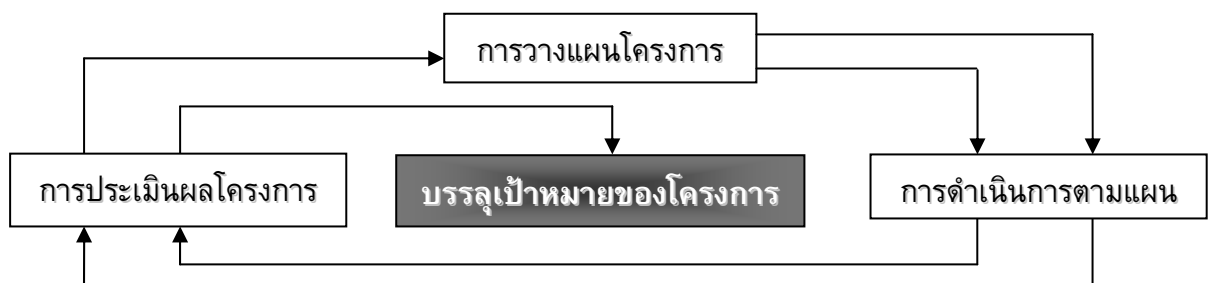 การวางแผนโครงการ
การประเมินผลโครงการ
บรรลุเป้าหมายของโครงการ
การดำเนินการตามแผน